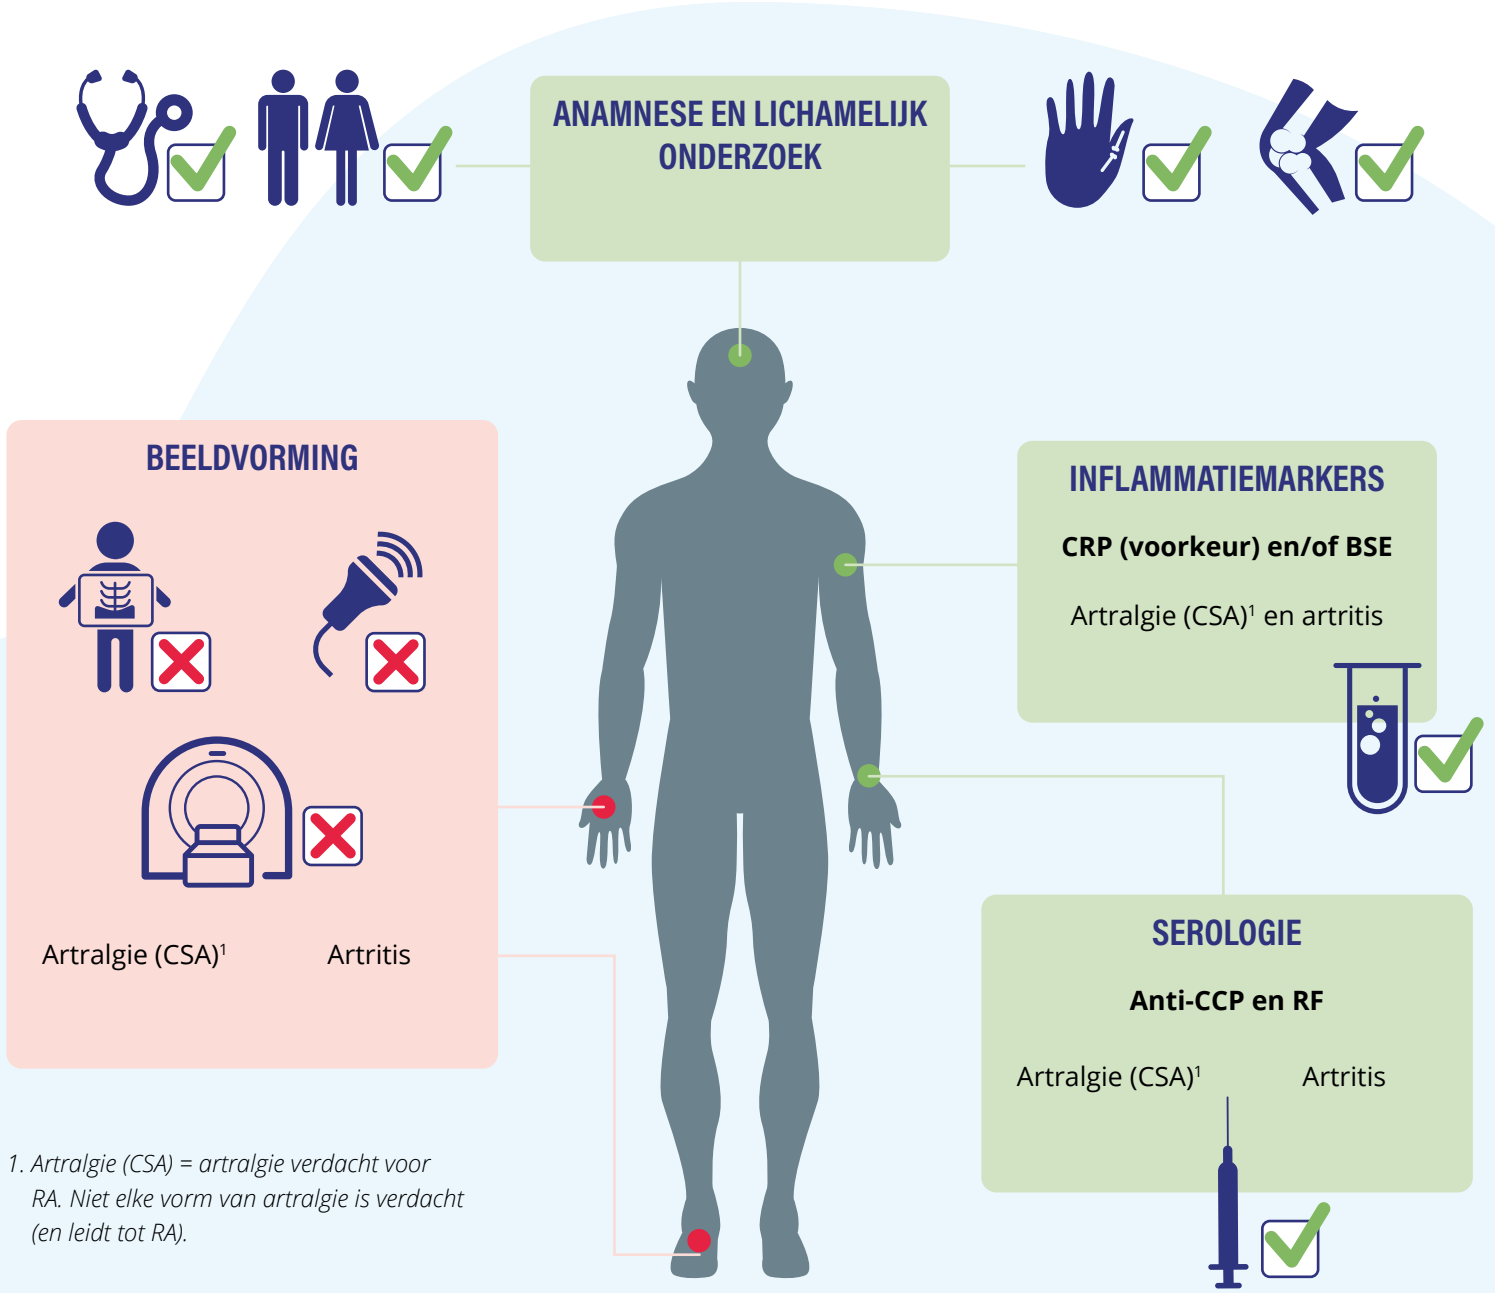 ANAMNESE EN LICHAMELIJK
ONDERZOEK
BEELDVORMING
Artralgie (CSA)¹
Artritis
INFLAMMATIEMARKERS
CRP (voorkeur) en/of BSE
Artralgie (CSA)¹ en artritis
SEROLOGIE
Anti-CCP en RF
Artralgie (CSA)¹
Artritis
1. Artralgie (CSA) = artralgie verdacht voor
RA. Niet elke vorm van artralgie is verdacht
(en leidt tot RA).